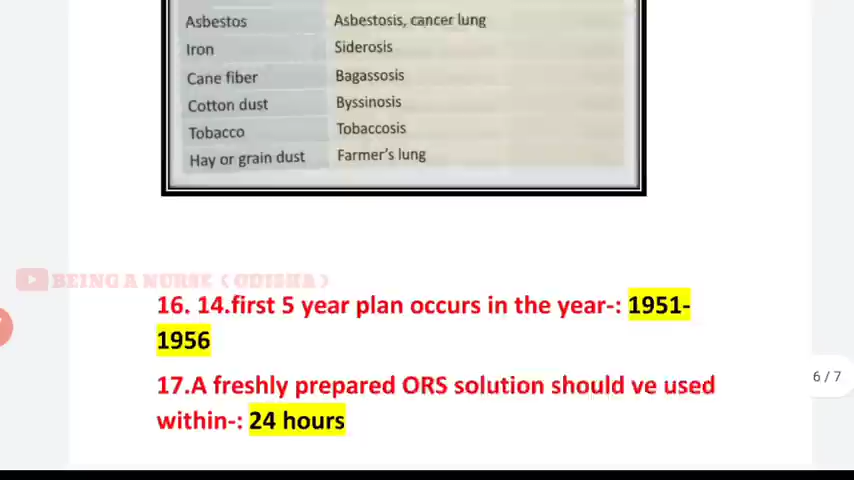 Asbestos Asbestosis, cancer lung
Iron Siderosis
Cane fiber Bagassosis
Cotton dust Byssinosis
Tobacco Tobaccosis
Hay or grain dust Farmer's lung
BEING A NURSE (ODISHA)
16. 14.first 5 year plan occurs in the year-: 1951-
1956
17.A freshly prepared ORS solution should ve used
within-: 24 hours
6 / 7